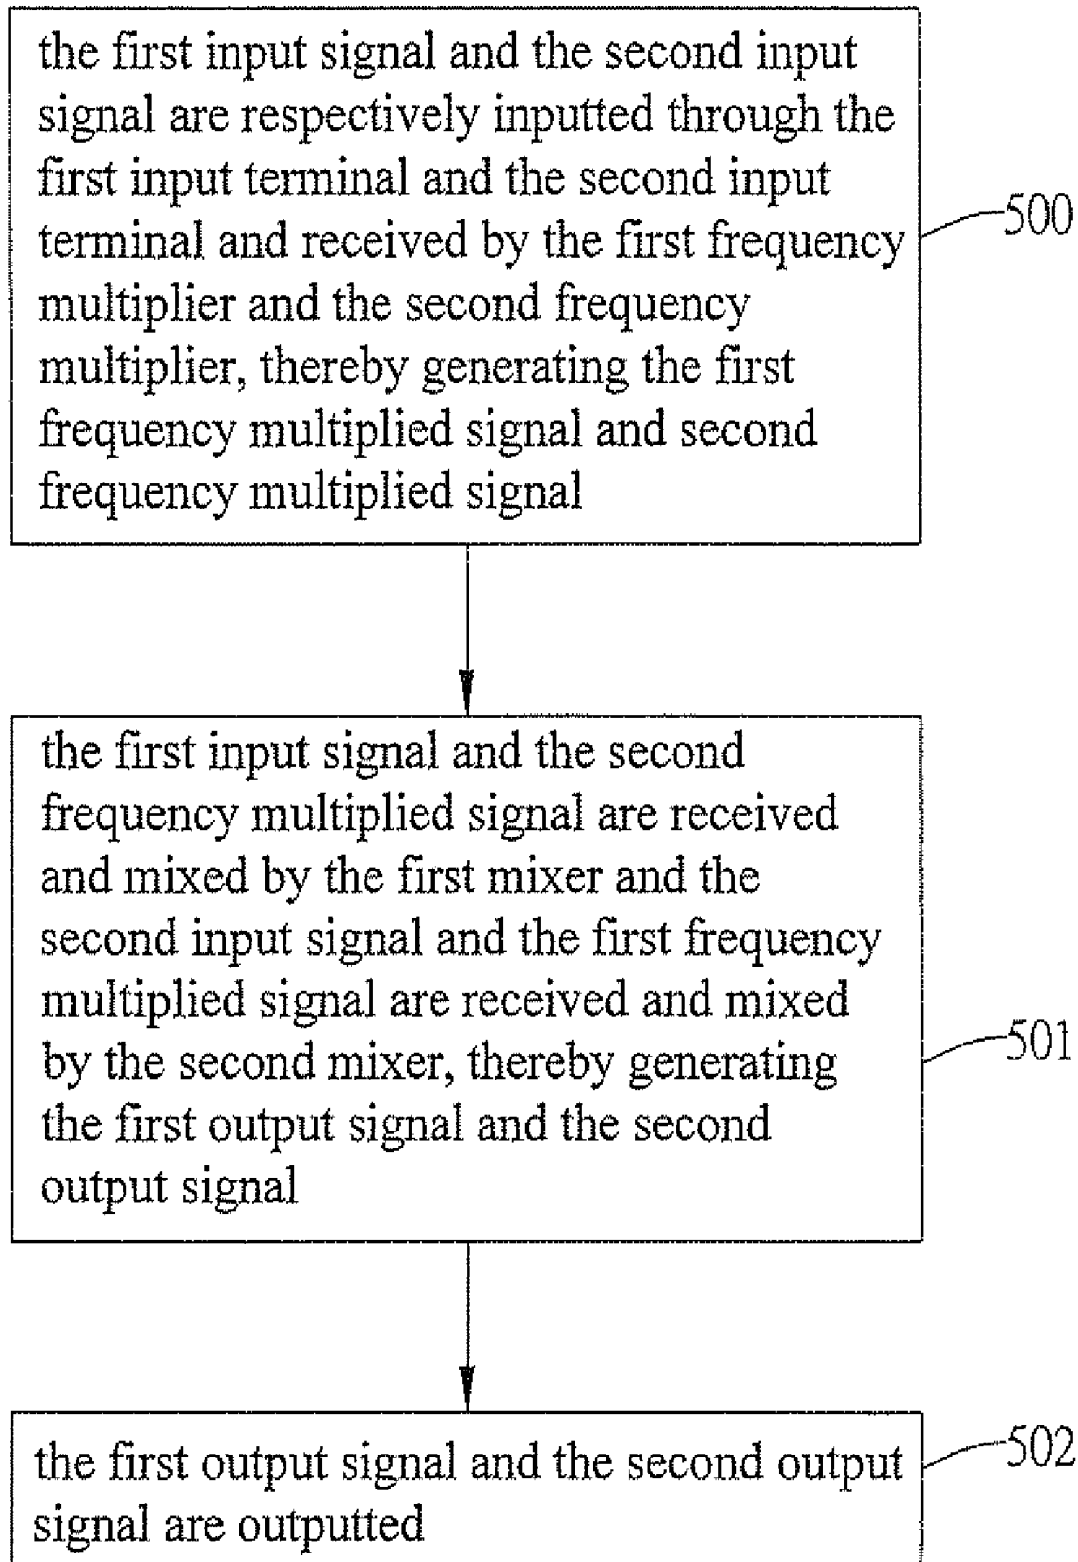 the first input signal and the second input
signal are respectively inputted through the
first input terminal and the second input
terminal and received by the first frequency
multiplier and the second frequency
multiplier, thereby generating the first
frequency multiplied signal and second
frequency multiplied signal
500
the first input signal and the second
frequency multiplied signal are received
and mixed by the first mixer and the
second input signal and the first frequency
multiplied signal are received and mixed
by the second mixer, thereby generating
the first output signal and the second
output signal
501
the first output signal and the second output
signal are outputted
502